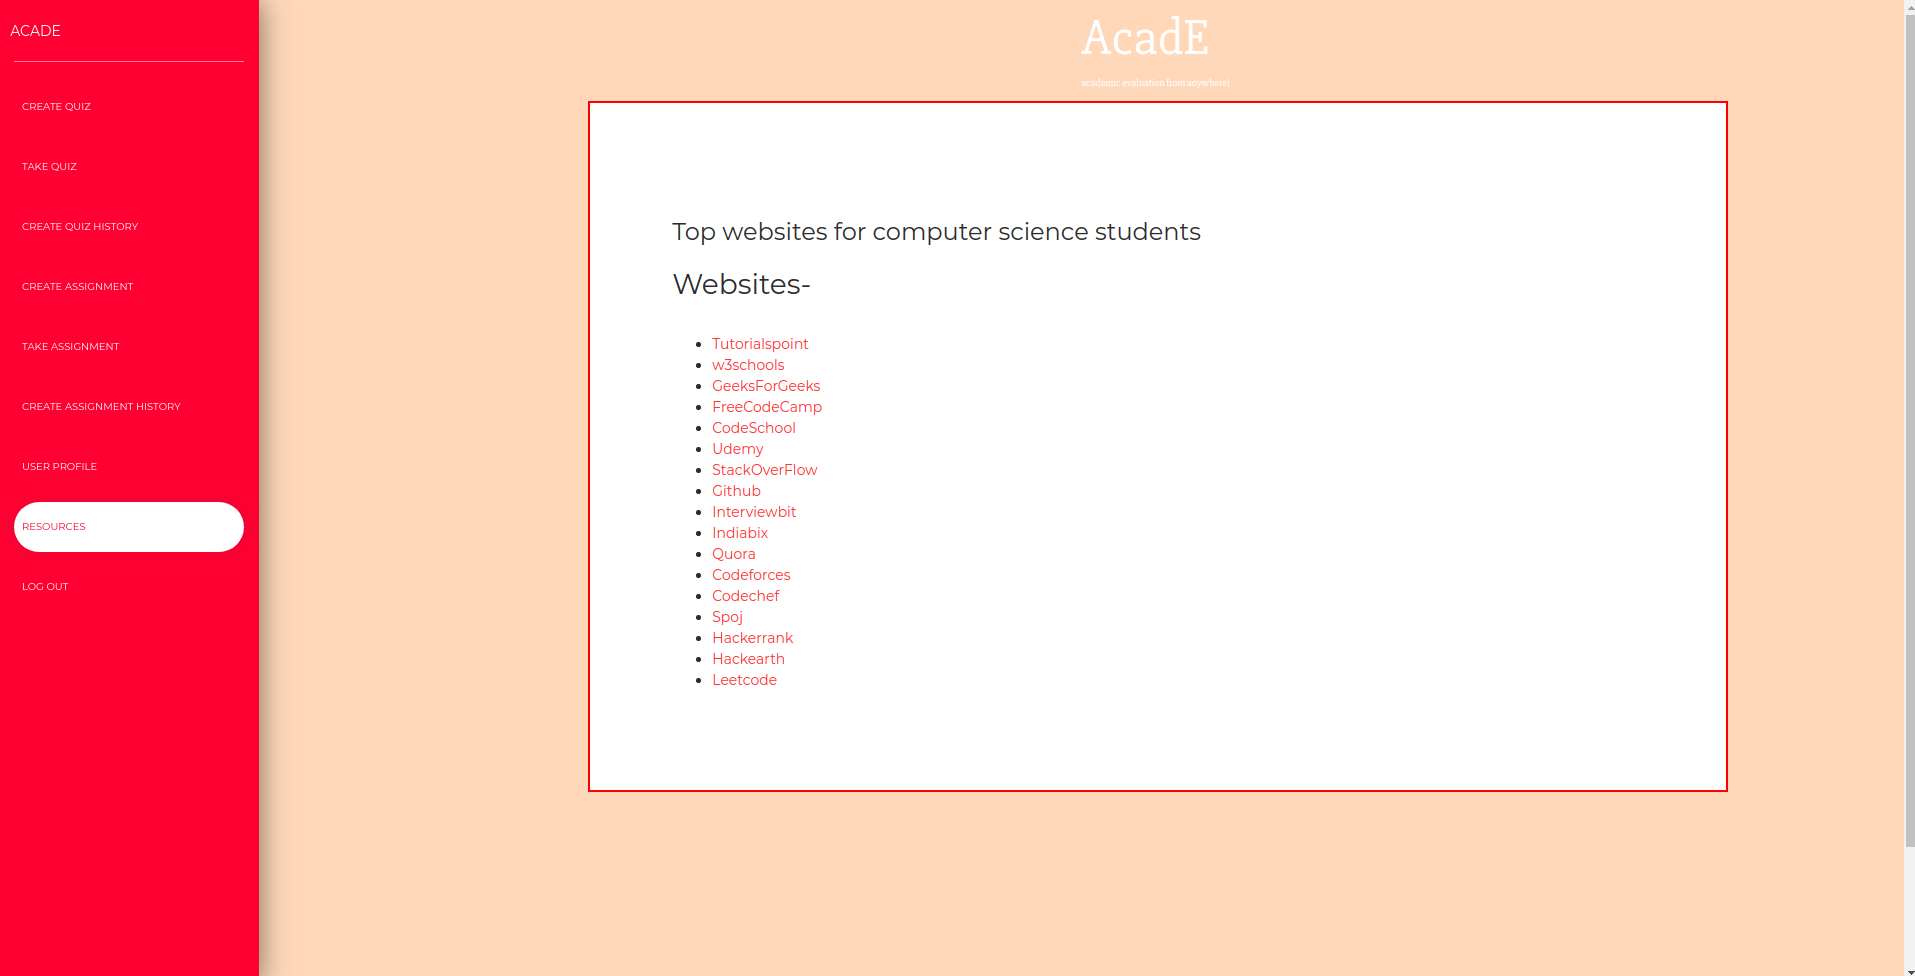 ACADE
CREATE QUIZ
TAKE QUIZ
CREATE QUIZ HISTORY
CREATE ASSIGNMENT
TAKE ASSIGNMENT
CREATE ASSIGNMENT HISTORY
USER PROFILE
RESOURCES
LOG OUT
AcadE
acadamic evaluation from anywhere!
Top websites for computer science students
Websites-
Tutorialspoint
w3schools
GeeksForGeeks
FreeCodeCamp
CodeSchool
Udemy
StackOverFlow
Github
Interviewbit
Indiabix
Quora
Codeforces
Codechef
Spoj
Hackerrank
Hackearth
Leetcode